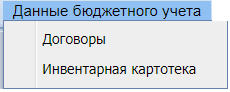 Данные бюджетного учета
Договоры
Инвентарная картотека